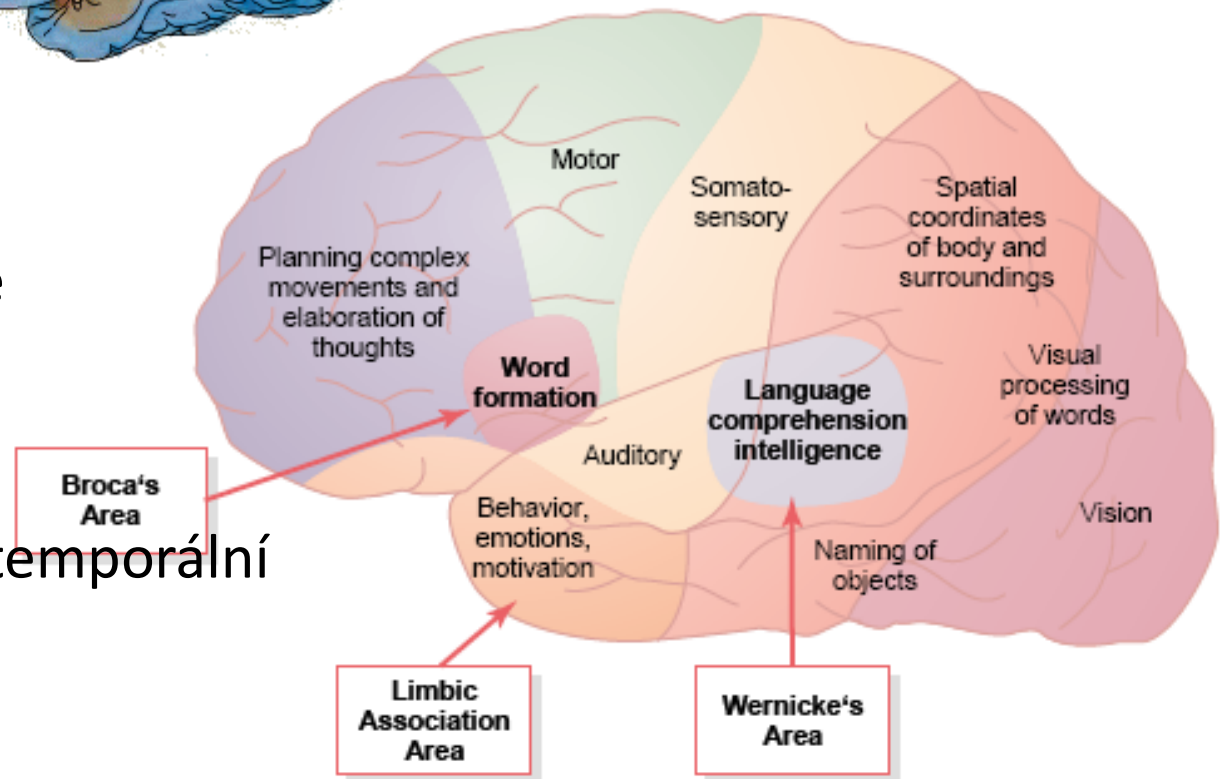 Motor
Somato-
sensory
Spatial
coordinates
of body and
surroundings
Planning complex
movements and
elaboration of
thoughts
Word
formation
Language
comprehension
intelligence
Visual
processing
of words
Auditory
Broca‘s
Area
Behavior,
emotions,
motivation
Vision
temporální
Naming of
objects
Limbic
Association
Area
Wernicke‘s
Area